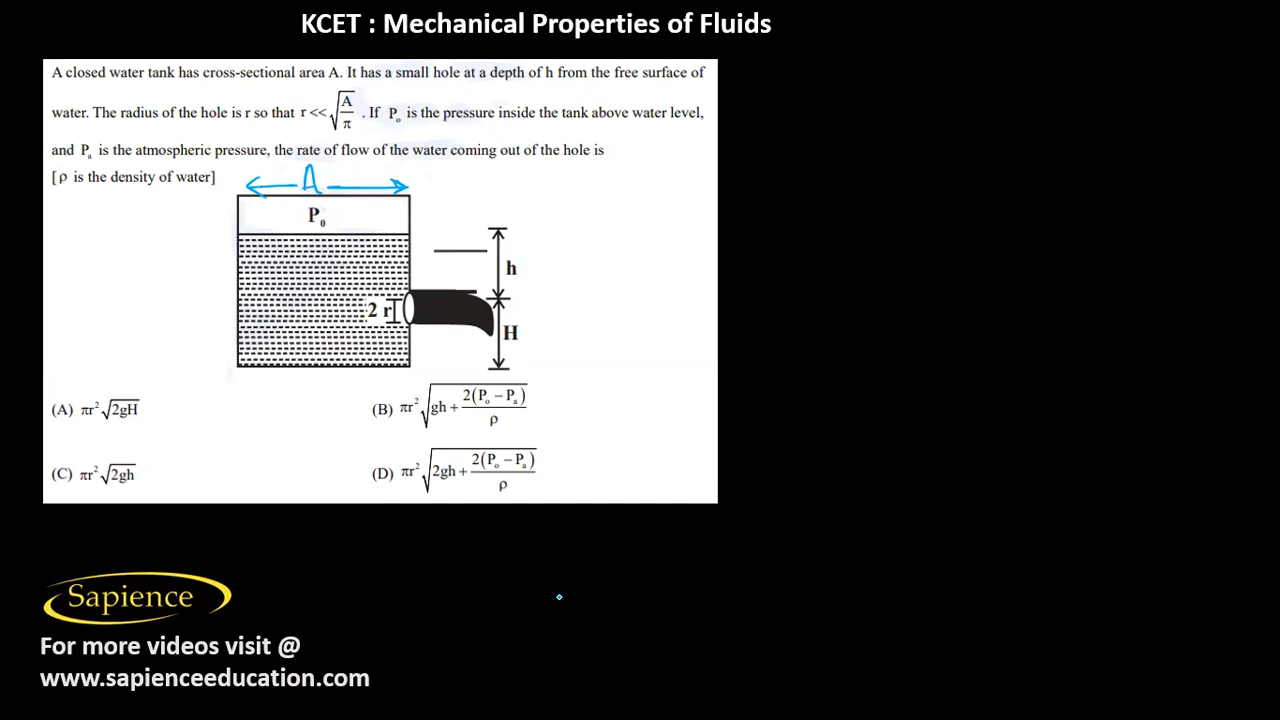 KCET : Mechanical Properties of Fluids
A closed water tank has cross-sectional area A. It has a small hole at a depth of h from the free surface of
water. The radius of the hole is r so that r << √(A/π) . If P₀ is the pressure inside the tank above water level,
and Pₐ is the atmospheric pressure, the rate of flow of the water coming out of the hole is
[ρ is the density of water]
A
P₀
h
2 r
H
(A) πr²√(2gH)
(B) πr²√(gh + 2(P₀ − Pₐ)/ρ)
(C) πr²√(2gh)
(D) πr²√(2gh + 2(P₀ − Pₐ)/ρ)
Sapience
For more videos visit @
www.sapienceeducation.com